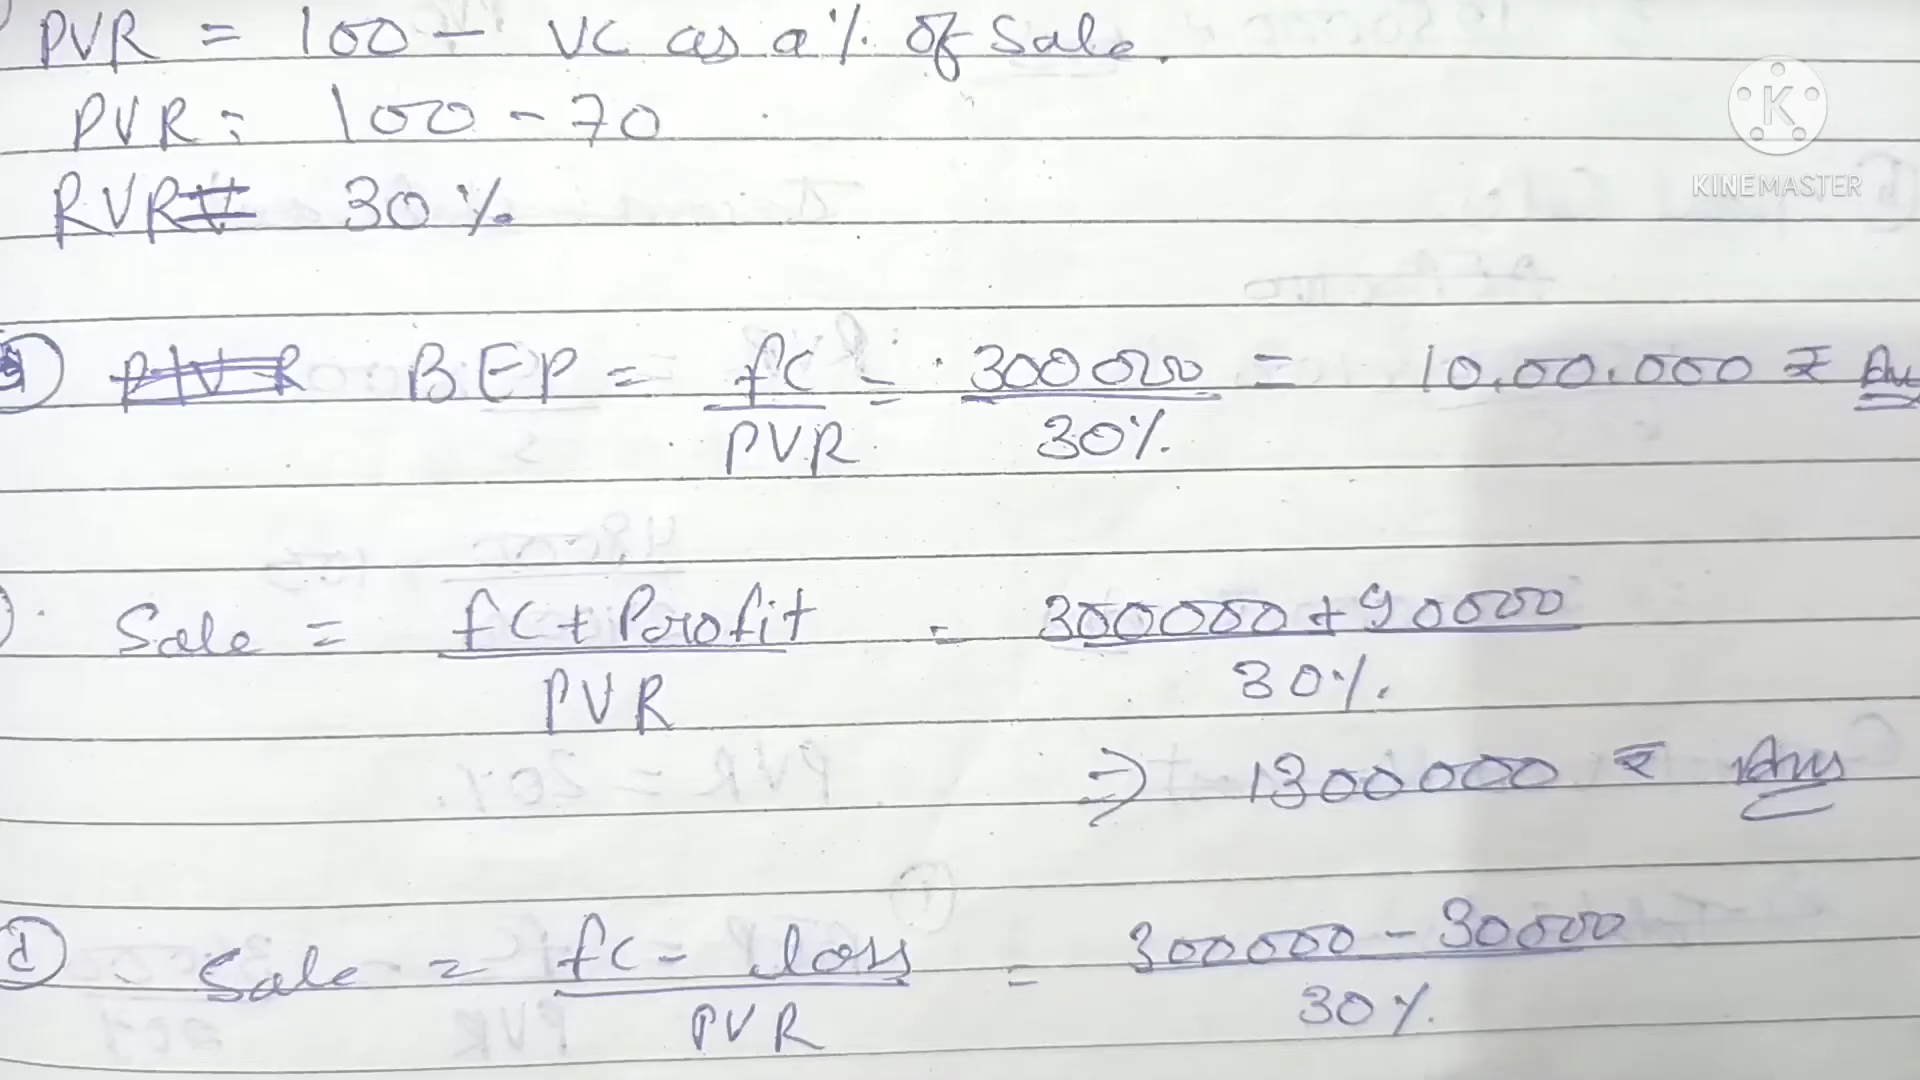 PVR = 100 - VC as a % of Sale.
PVR = 100 - 70
RVR = 30%
KINEMASTER
BEP = fC / PVR = 300000 / 30% = 10,00,000 ₹ Ans
Sale = fC + Profit / PVR = 300000 + 90000 / 30%
⇒ 1300000 ₹ Ans
d Sale = fC - loss / PVR = 300000 - 30000 / 30%